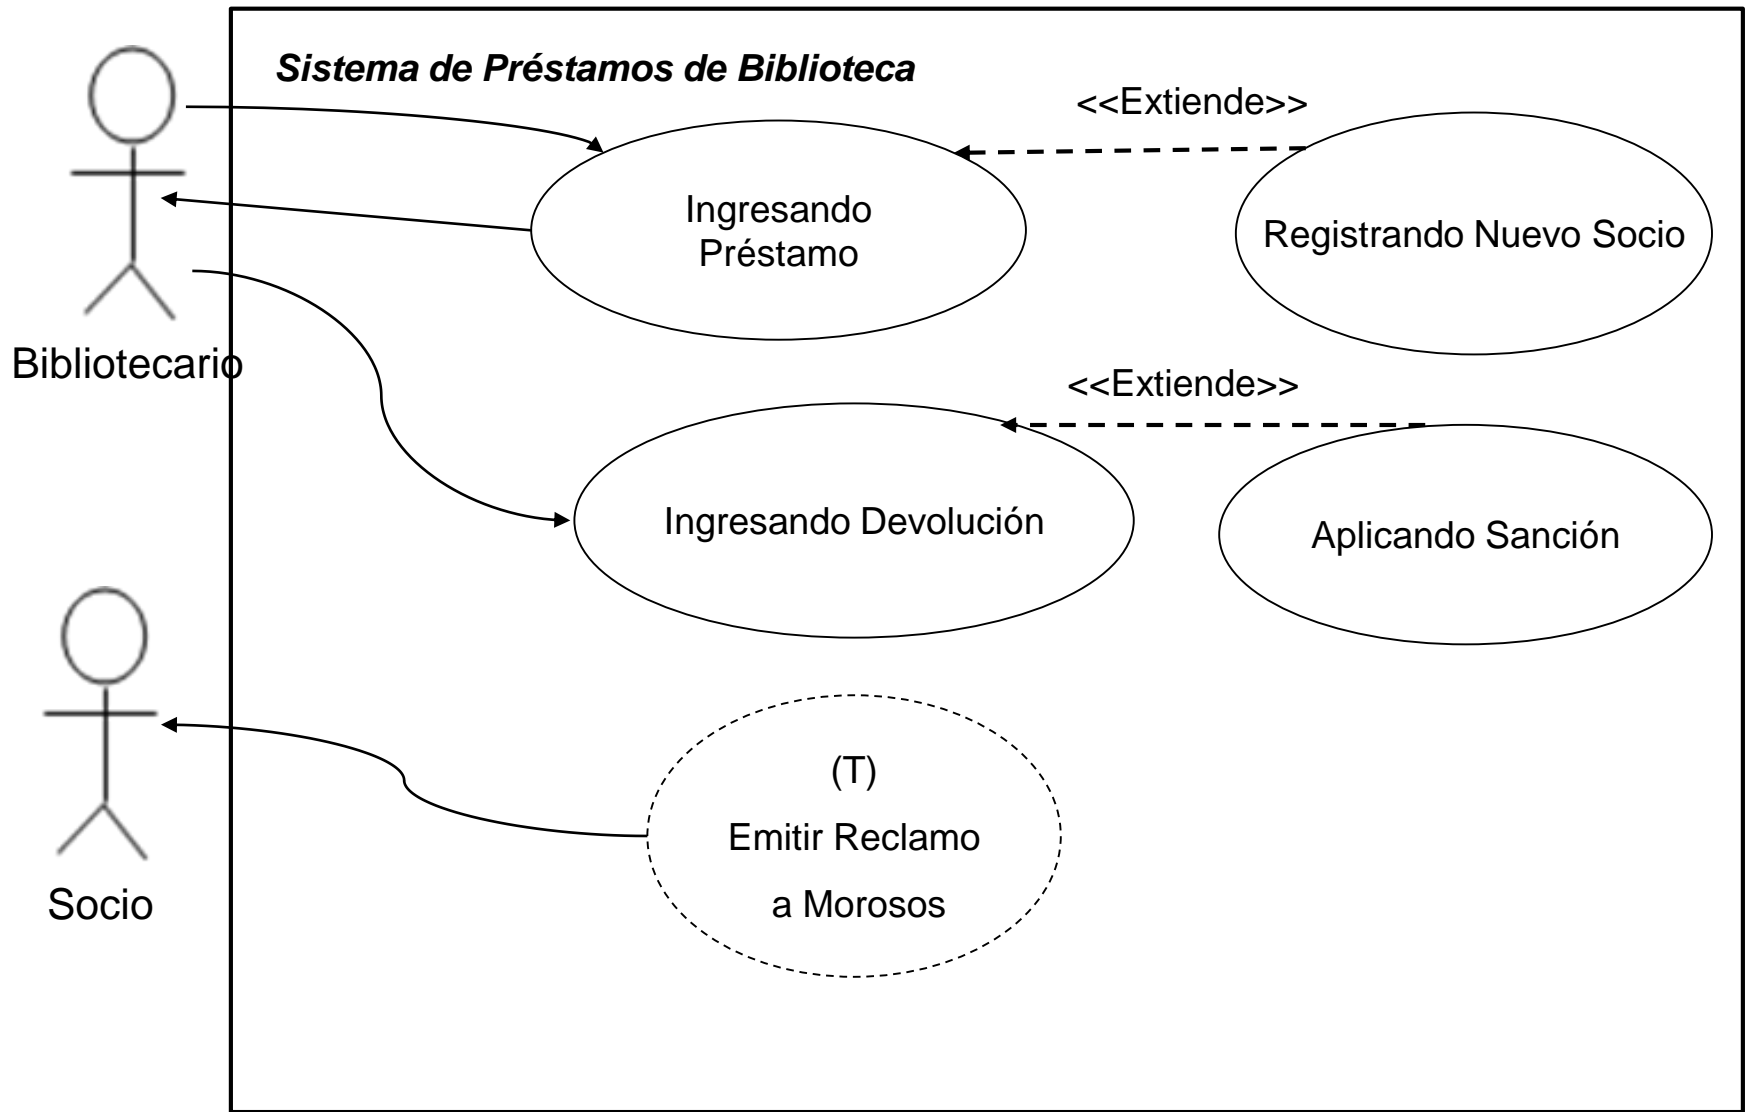 Sistema de Préstamos de Biblioteca
<<Extiende>>
Ingresando
Préstamo
Registrando Nuevo Socio
Bibliotecario
<<Extiende>>
Ingresando Devolución
Aplicando Sanción
(T)
Emitir Reclamo
a Morosos
Socio